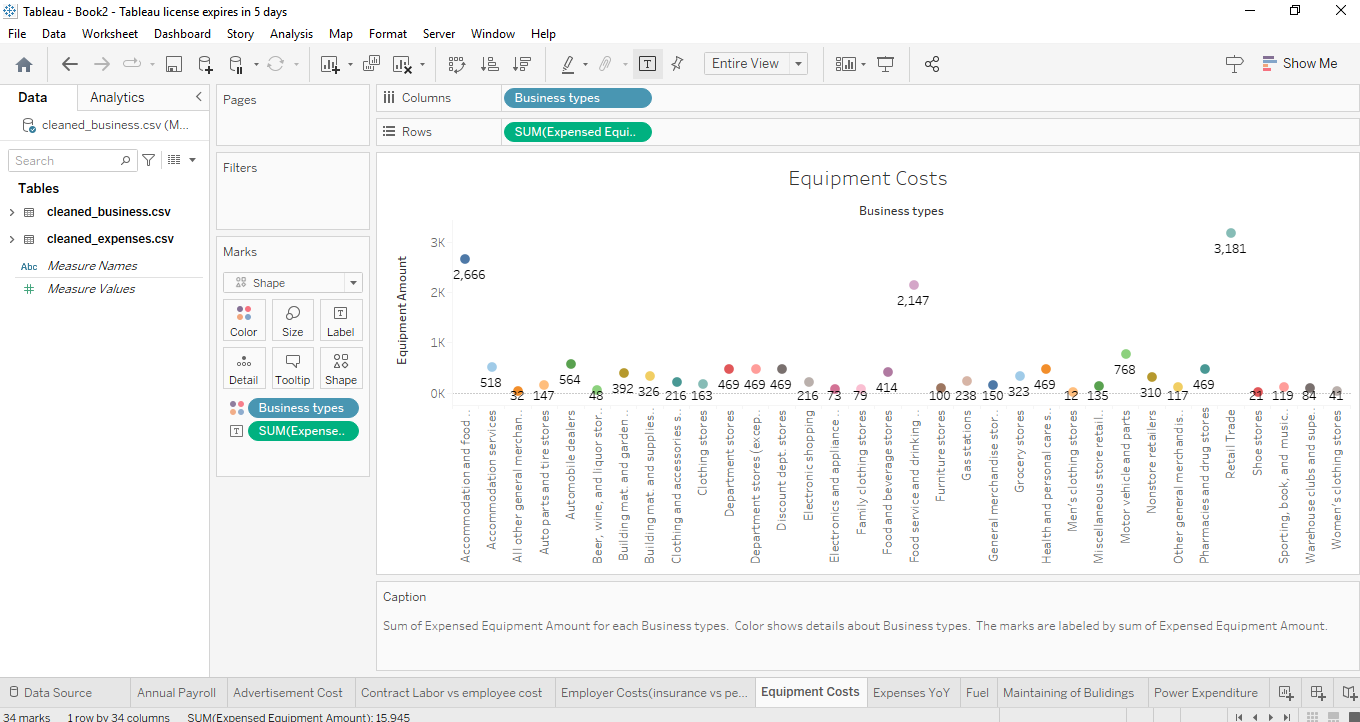 Tableau - Book2 - Tableau license expires in 5 days
File Data Worksheet Dashboard Story Analysis Map Format Server Window Help
Entire View
Show Me
Data Analytics
cleaned_business.csv (M...
Search
Tables
cleaned_business.csv
cleaned_expenses.csv
Abc Measure Names
# Measure Values
Pages
Filters
Marks
Shape
Color Size Label
Detail Tooltip Shape
Business types
SUM(Expense..
Columns Business types
Rows SUM(Expensed Equi..
Equipment Costs
Business types
Equipment Amount
3K
2K
1K
0K
2,666
518
32
147
564
48
392
326
216
163
469
469
469
216
73
79
414
2,147
100
238
150
323
469
12
135
768
310
117
469
3,181
21
119
84
41
Accommodation and food ..
Accommodation services
All other general merchan..
Auto parts and tire stores
Automobile dealers
Beer, wine, and liquor stor..
Building mat. and garden ..
Building mat. and supplies..
Clothing and accessories s..
Clothing stores
Department stores
Department stores (excep..
Discount dept. stores
Electronic shopping
Electronics and appliance ..
Family clothing stores
Food and beverage stores
Food service and drinking ..
Furniture stores
Gas stations
General merchandise stor..
Grocery stores
Health and personal care s..
Men's clothing stores
Miscellaneous store retail..
Motor vehicle and parts
Nonstore retailers
Other general merchandis..
Pharmacies and drug stores
Retail Trade
Shoe stores
Sporting, book, and music..
Warehouse clubs and supe..
Women's clothing stores
Caption
Sum of Expensed Equipment Amount for each Business types. Color shows details about Business types. The marks are labeled by sum of Expensed Equipment Amount.
Data Source Annual Payroll Advertisement Cost Contract Labor vs employee cost Employer Costs(insurance vs pe... Equipment Costs Expenses YoY Fuel Maintaining of Bulidings Power Expenditure
34 marks 1 row by 34 columns SUM(Expensed Equipment Amount): 15,945